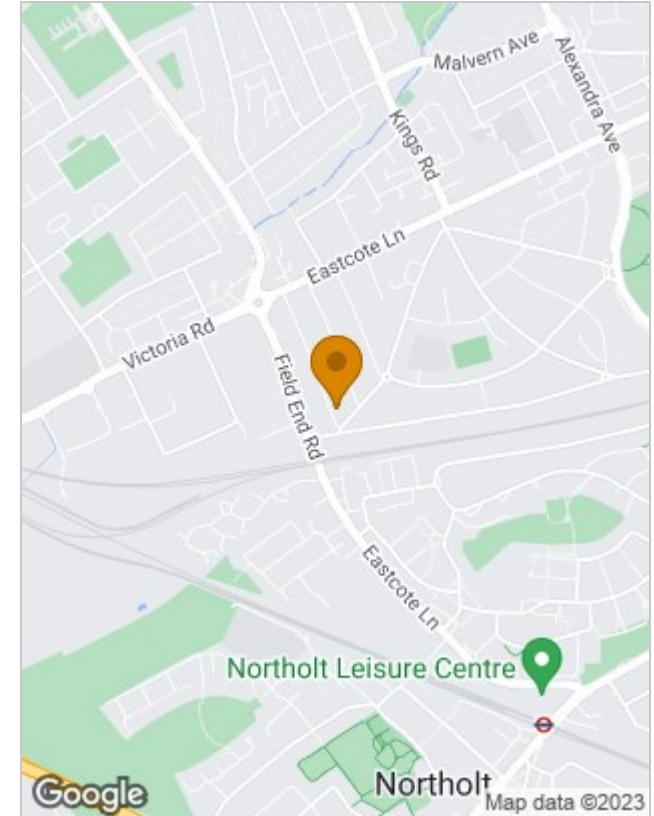 Malvern Ave
Alexandra Ave
Kings Rd
Eastcote Ln
Victoria Rd
Field End Rd
Eastcote Ln
Northolt Leisure Centre
Northolt
Google
Map data ©2023